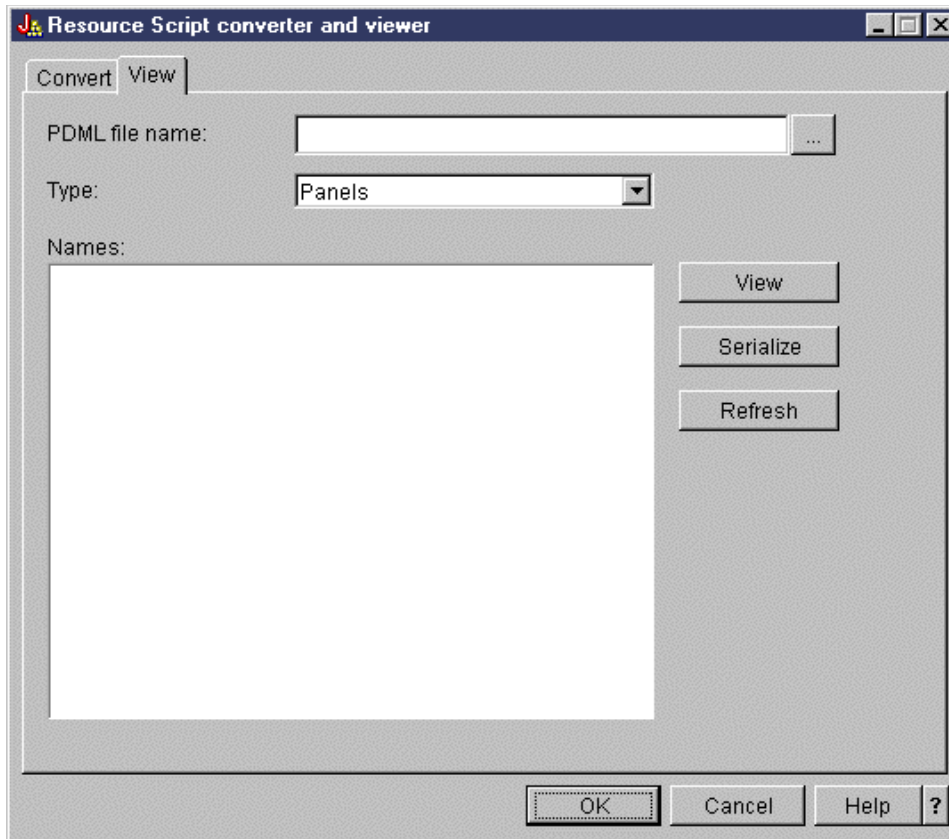 Resource Script converter and viewer
Convert View
PDML file name:
...
Type:
Panels
Names:
View
Serialize
Refresh
OK Cancel Help ?